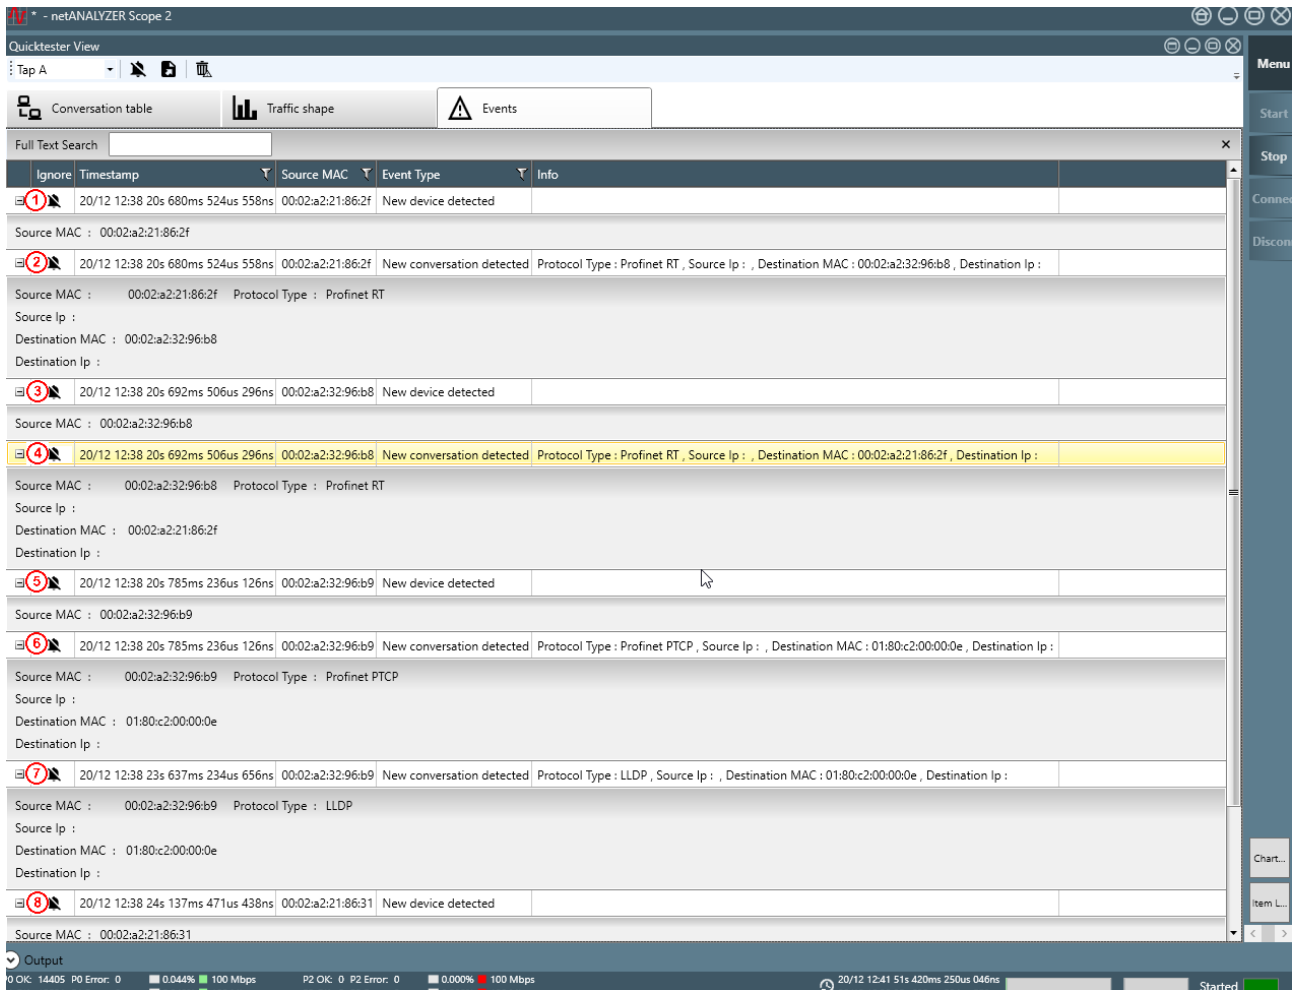 * - netANALYZER Scope 2
Quicktester View
Tap A
Menu
Conversation table
Traffic shape
Events
Start
Full Text Search
x
Stop
Ignore Timestamp Source MAC Event Type Info
1 20/12 12:38 20s 680ms 524us 558ns 00:02:a2:21:86:2f New device detected
Connec
Source MAC : 00:02:a2:21:86:2f
Discon
2 20/12 12:38 20s 680ms 524us 558ns 00:02:a2:21:86:2f New conversation detected Protocol Type : Profinet RT , Source Ip : , Destination MAC : 00:02:a2:32:96:b8 , Destination Ip :
Source MAC : 00:02:a2:21:86:2f Protocol Type : Profinet RT
Source Ip :
Destination MAC : 00:02:a2:32:96:b8
Destination Ip :
3 20/12 12:38 20s 692ms 506us 296ns 00:02:a2:32:96:b8 New device detected
Source MAC : 00:02:a2:32:96:b8
4 20/12 12:38 20s 692ms 506us 296ns 00:02:a2:32:96:b8 New conversation detected Protocol Type : Profinet RT , Source Ip : , Destination MAC : 00:02:a2:21:86:2f , Destination Ip :
Source MAC : 00:02:a2:32:96:b8 Protocol Type : Profinet RT
Source Ip :
Destination MAC : 00:02:a2:21:86:2f
Destination Ip :
5 20/12 12:38 20s 785ms 236us 126ns 00:02:a2:32:96:b9 New device detected
Source MAC : 00:02:a2:32:96:b9
6 20/12 12:38 20s 785ms 236us 126ns 00:02:a2:32:96:b9 New conversation detected Protocol Type : Profinet PTCP , Source Ip : , Destination MAC : 01:80:c2:00:00:0e , Destination Ip :
Source MAC : 00:02:a2:32:96:b9 Protocol Type : Profinet PTCP
Source Ip :
Destination MAC : 01:80:c2:00:00:0e
Destination Ip :
7 20/12 12:38 23s 637ms 234us 656ns 00:02:a2:32:96:b9 New conversation detected Protocol Type : LLDP , Source Ip : , Destination MAC : 01:80:c2:00:00:0e , Destination Ip :
Source MAC : 00:02:a2:32:96:b9 Protocol Type : LLDP
Source Ip :
Destination MAC : 01:80:c2:00:00:0e
Chart...
Destination Ip :
8 20/12 12:38 24s 137ms 471us 438ns 00:02:a2:21:86:31 New device detected
Item L...
Source MAC : 00:02:a2:21:86:31
Output
P0 OK: 14405 P0 Error: 0 0.044% 100 Mbps P2 OK: 0 P2 Error: 0 0.000% 100 Mbps 20/12 12:41 51s 420ms 250us 046ns Started